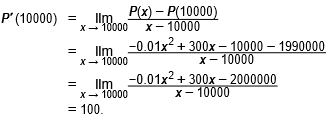 P'(10000) = lim x → 10000 P(x) − P(10000) / x − 10000
= lim x → 10000 −0.01x² + 300x − 10000 − 1990000 / x − 10000
= lim x → 10000 −0.01x² + 300x − 2000000 / x − 10000
= 100.